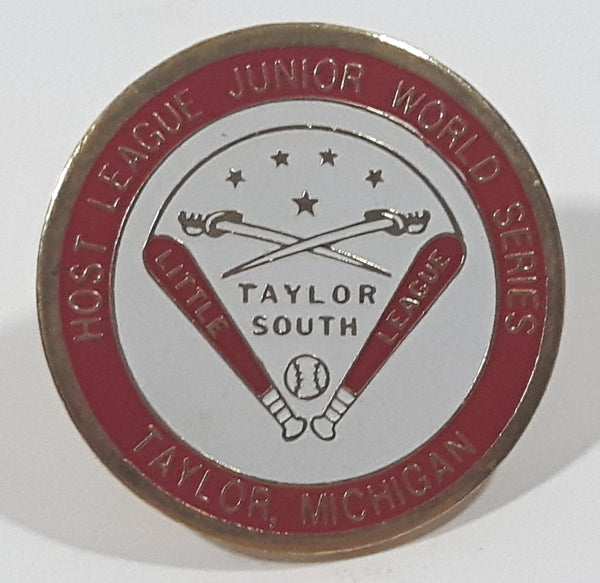 HOST LEAGUE JUNIOR WORLD SERIES
LITTLE LEAGUE
TAYLOR
SOUTH
TAYLOR, MICHIGAN